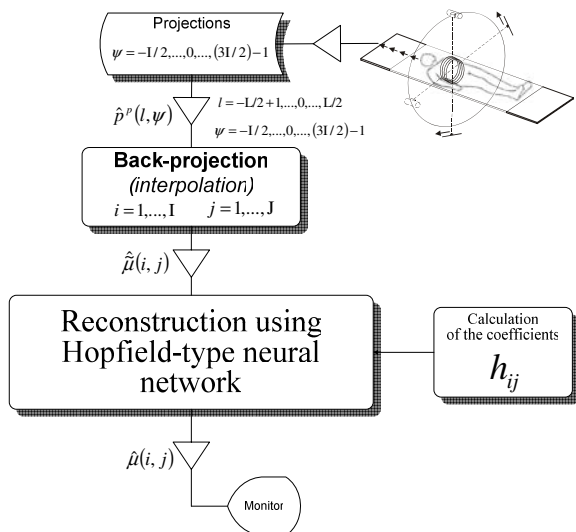 Projections
ψ = −I/2,...,0,...,(3I/2)−1
p̂ᵖ(l,ψ)
l = −L/2+1,...,0,...,L/2
ψ = −I/2,...,0,...,(3I/2)−1
Back-projection
(interpolation)
i = 1,...,I j = 1,...,J
μ̃̂(i, j)
Reconstruction using
Hopfield-type neural
network
Calculation
of the coefficients
hᵢⱼ
μ̂(i, j)
Monitor